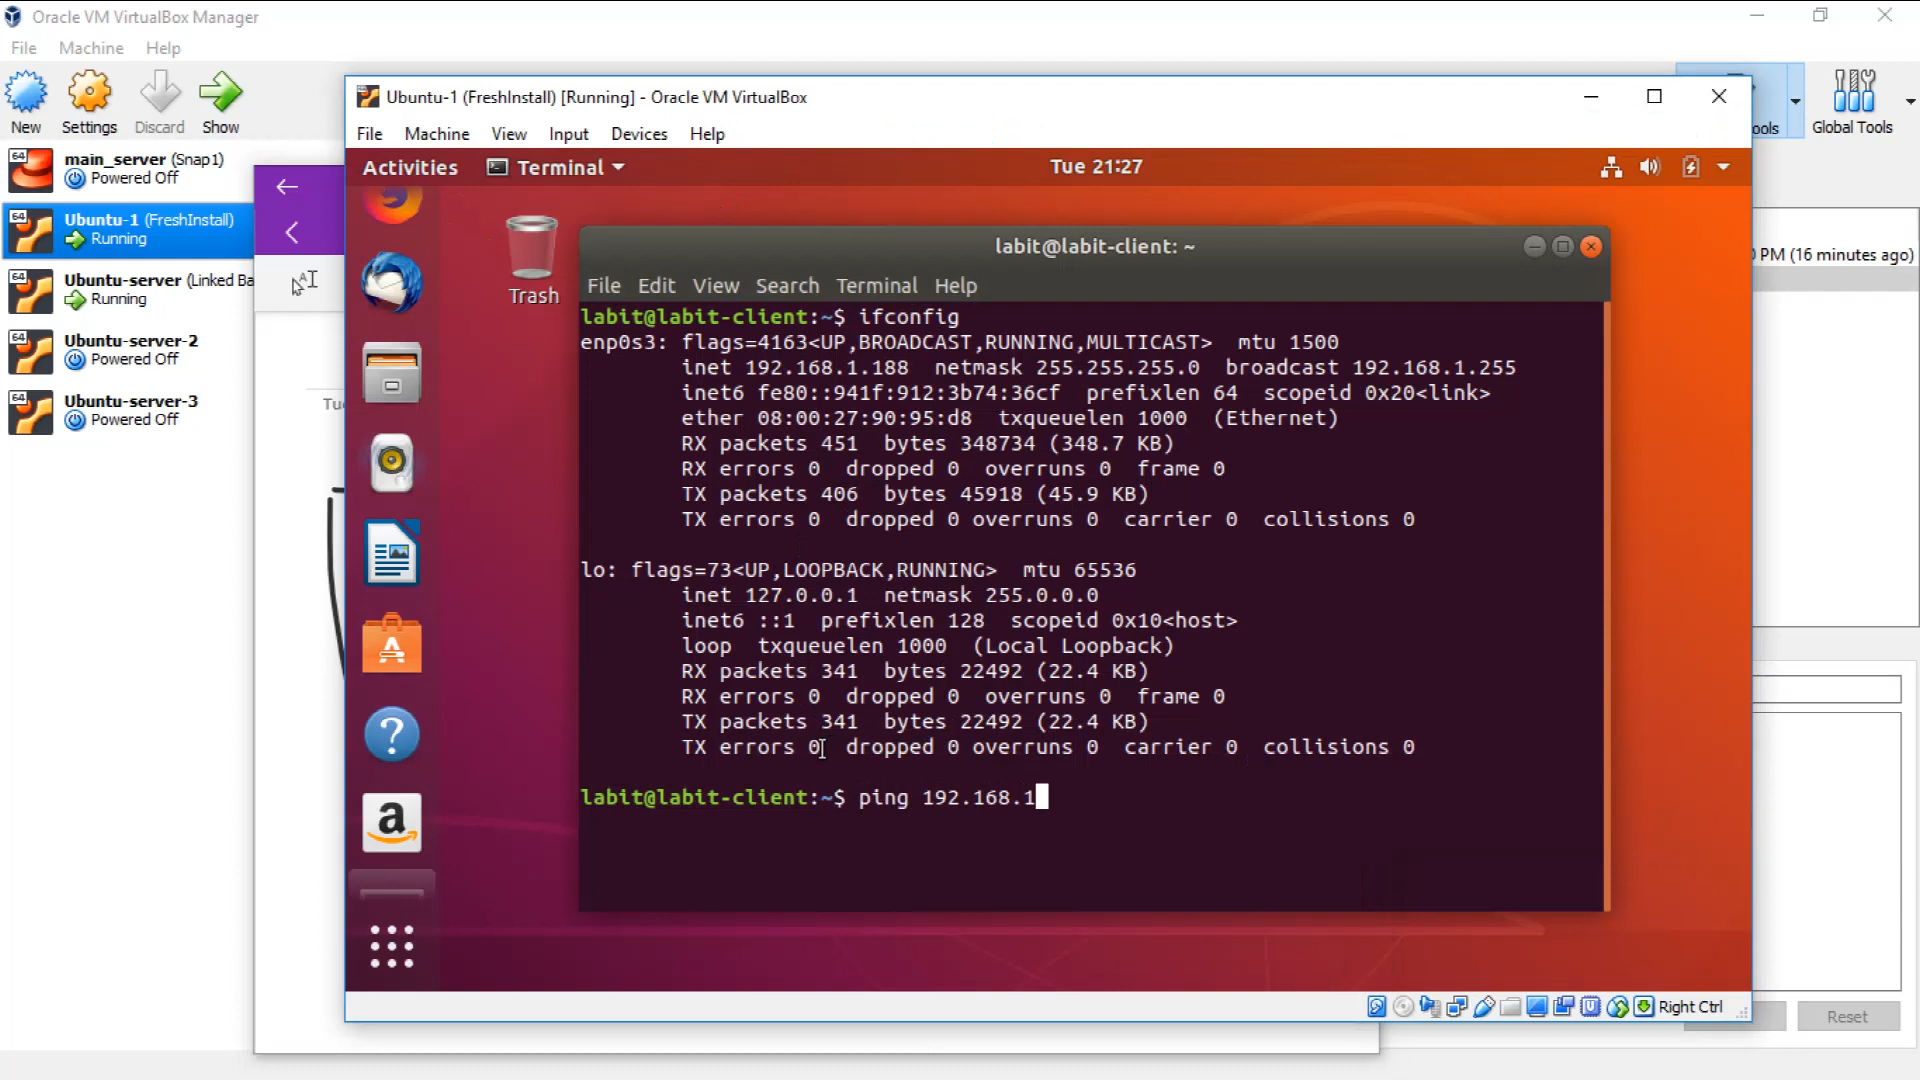 Oracle VM VirtualBox Manager
File Machine Help
New Settings Discard Show
Global Tools
main_server (Snap1)
Powered Off
Ubuntu-1 (FreshInstall)
Running
Ubuntu-server (Linked Ba
Running
Ubuntu-server-2
Powered Off
Ubuntu-server-3
Powered Off
PM (16 minutes ago)
Reset
Ubuntu-1 (FreshInstall) [Running] - Oracle VM VirtualBox
File Machine View Input Devices Help
Activities Terminal Tue 21:27
Trash
labit@labit-client: ~
File Edit View Search Terminal Help
labit@labit-client:~$ ifconfig
enp0s3: flags=4163<UP,BROADCAST,RUNNING,MULTICAST> mtu 1500
inet 192.168.1.188 netmask 255.255.255.0 broadcast 192.168.1.255
inet6 fe80::941f:912:3b74:36cf prefixlen 64 scopeid 0x20<link>
ether 08:00:27:90:95:d8 txqueuelen 1000 (Ethernet)
RX packets 451 bytes 348734 (348.7 KB)
RX errors 0 dropped 0 overruns 0 frame 0
TX packets 406 bytes 45918 (45.9 KB)
TX errors 0 dropped 0 overruns 0 carrier 0 collisions 0
lo: flags=73<UP,LOOPBACK,RUNNING> mtu 65536
inet 127.0.0.1 netmask 255.0.0.0
inet6 ::1 prefixlen 128 scopeid 0x10<host>
loop txqueuelen 1000 (Local Loopback)
RX packets 341 bytes 22492 (22.4 KB)
RX errors 0 dropped 0 overruns 0 frame 0
TX packets 341 bytes 22492 (22.4 KB)
TX errors 0 dropped 0 overruns 0 carrier 0 collisions 0
labit@labit-client:~$ ping 192.168.1
Right Ctrl